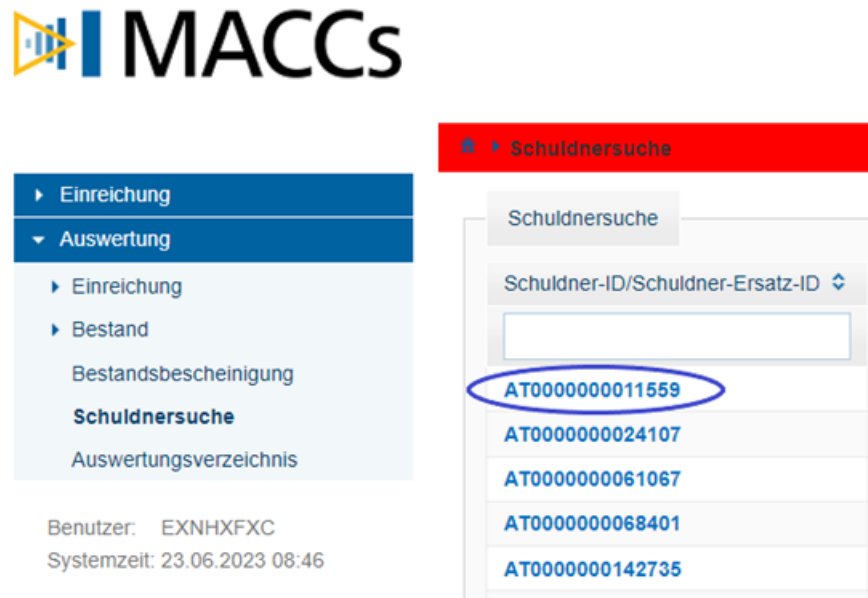 MACCs
Einreichung
Auswertung
Einreichung
Bestand
Bestandsbescheinigung
Schuldnersuche
Auswertungsverzeichnis
Benutzer: EXNHXFXC
Systemzeit: 23.06.2023 08:46
Schuldnersuche
Schuldnersuche
Schuldner-ID/Schuldner-Ersatz-ID
AT0000000011559
AT0000000024107
AT0000000061067
AT0000000068401
AT0000000142735